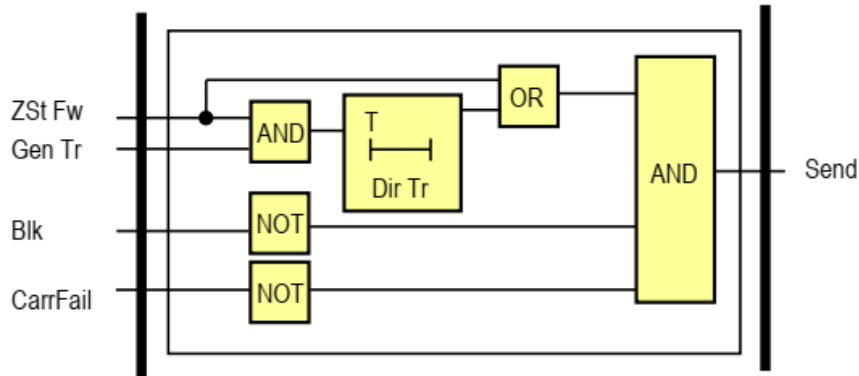 ZSt Fw
Gen Tr
Blk
CarrFail
AND
T
Dir Tr
OR
NOT
NOT
AND
Send